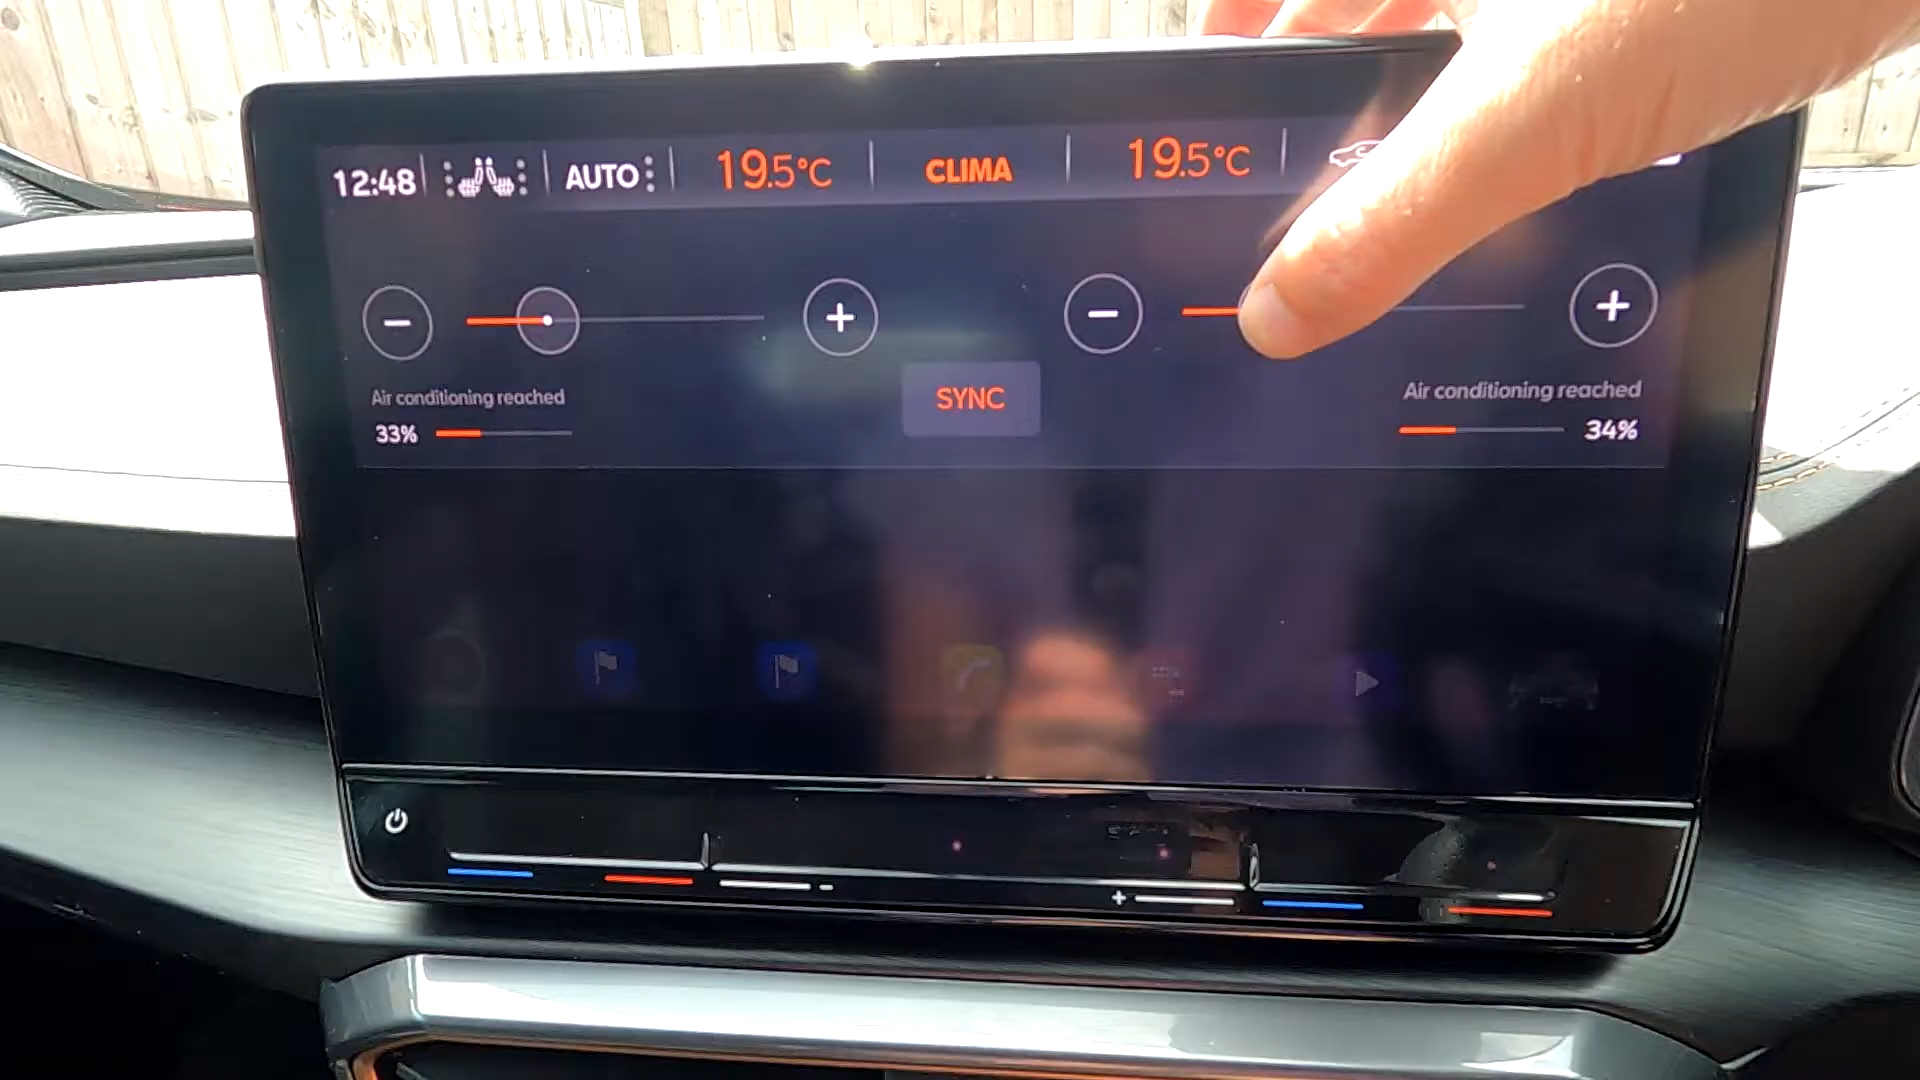 12:48 AUTO 19.5°C CLIMA 19.5°C
SYNC
Air conditioning reached Air conditioning reached
33% 34%